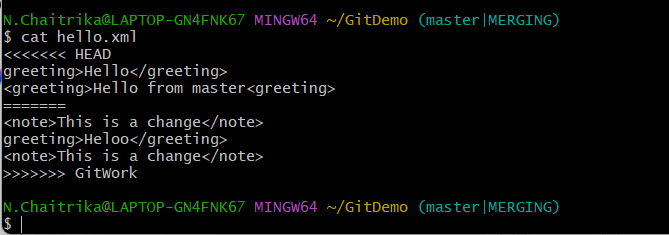 N.Chaitrika@LAPTOP-GN4FNK67 MINGW64 ~/GitDemo (master|MERGING)
$ cat hello.xml
<<<<<<< HEAD
greeting>Hello</greeting>
<greeting>Hello from master<greeting>
=======
<note>This is a change</note>
greeting>Heloo</greeting>
<note>This is a change</note>
>>>>>>> GitWork
N.Chaitrika@LAPTOP-GN4FNK67 MINGW64 ~/GitDemo (master|MERGING)
$